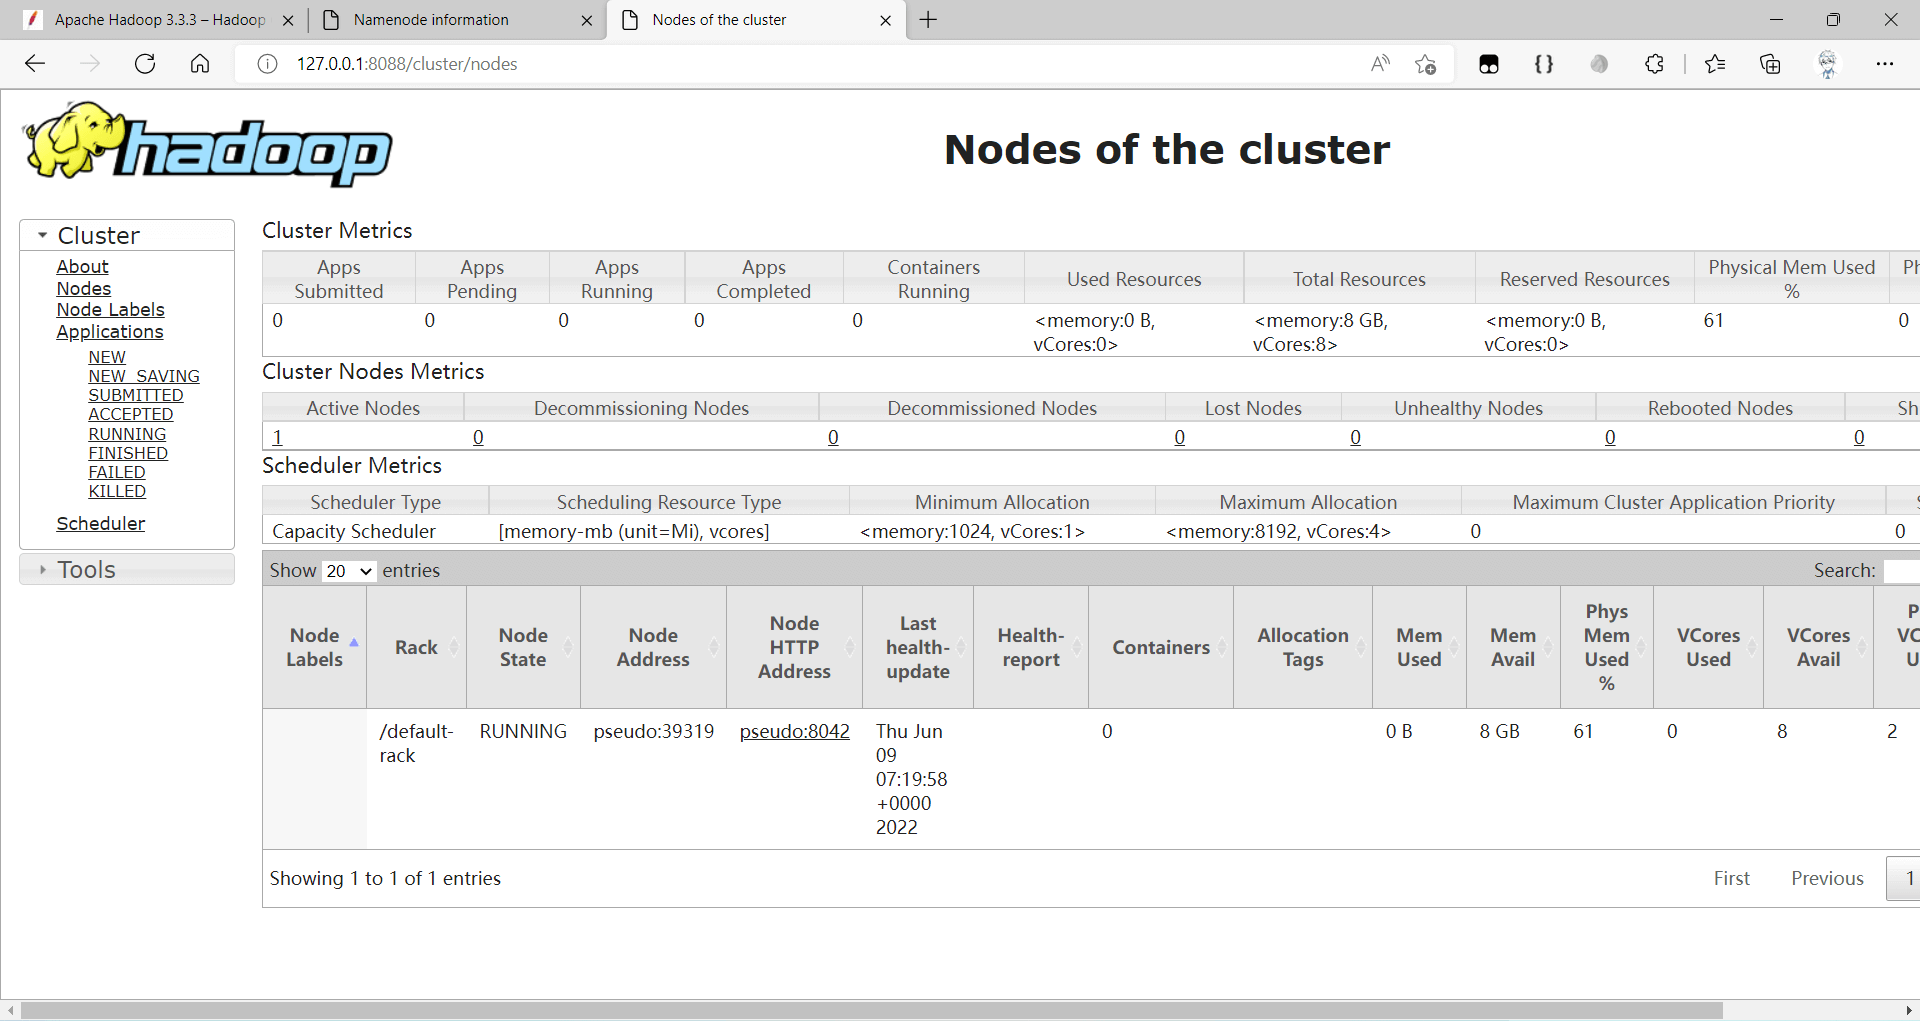 Apache Hadoop 3.3.3 – Hadoop
Namenode information
Nodes of the cluster
127.0.0.1:8088/cluster/nodes
hadoop
Nodes of the cluster
Cluster
About
Nodes
Node Labels
Applications
NEW
NEW_SAVING
SUBMITTED
ACCEPTED
RUNNING
FINISHED
FAILED
KILLED
Scheduler
Tools
Cluster Metrics
Apps Submitted Apps Pending Apps Running Apps Completed Containers Running Used Resources Total Resources Reserved Resources Physical Mem Used %
0 0 0 0 0 <memory:0 B, vCores:0> <memory:8 GB, vCores:8> <memory:0 B, vCores:0> 61 0
Cluster Nodes Metrics
Active Nodes Decommissioning Nodes Decommissioned Nodes Lost Nodes Unhealthy Nodes Rebooted Nodes Sh
1 0 0 0 0 0 0
Scheduler Metrics
Scheduler Type Scheduling Resource Type Minimum Allocation Maximum Allocation Maximum Cluster Application Priority
Capacity Scheduler [memory-mb (unit=Mi), vcores] <memory:1024, vCores:1> <memory:8192, vCores:4> 0 0
Show 20 entries Search:
Node Labels Rack Node State Node Address Node HTTP Address Last health-update Health-report Containers Allocation Tags Mem Used Mem Avail Phys Mem Used % VCores Used VCores Avail
/default-rack RUNNING pseudo:39319 pseudo:8042 Thu Jun 09 07:19:58 +0000 2022 0 0 B 8 GB 61 0 8 2
Showing 1 to 1 of 1 entries First Previous 1